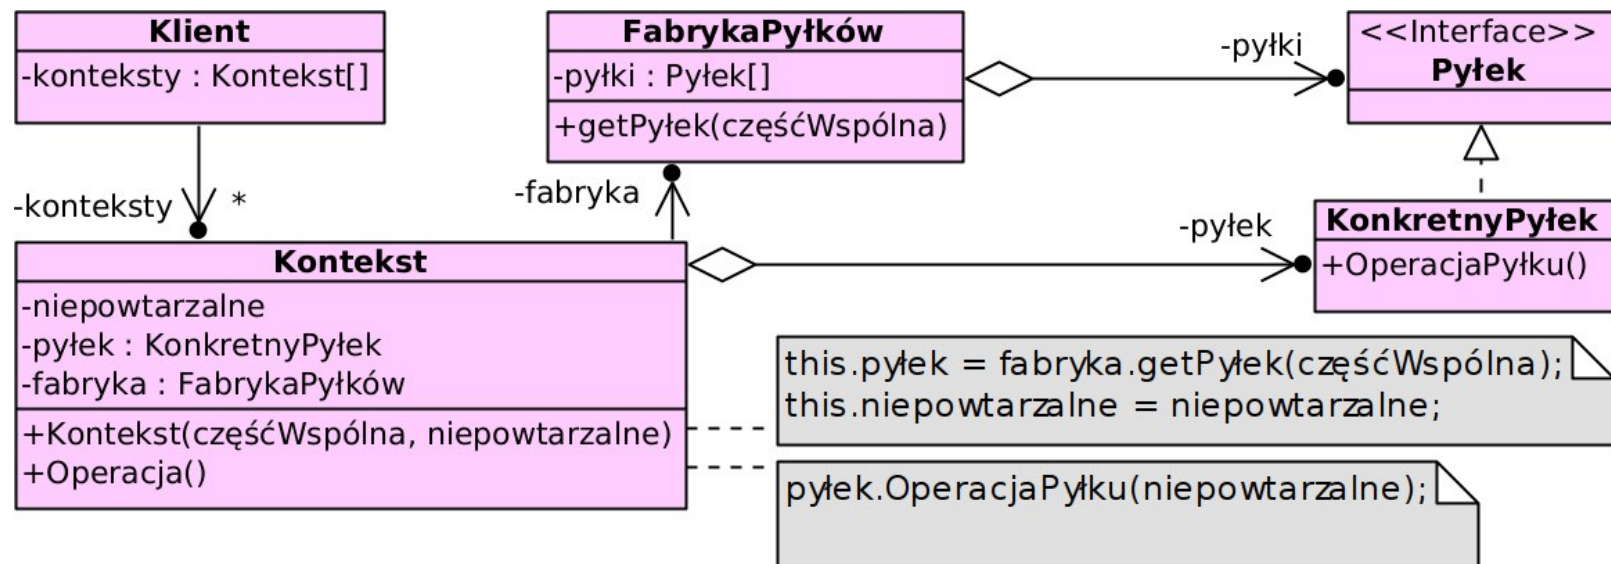 Klient
-konteksty : Kontekst[]
-konteksty
*
FabrykaPyłków
-pyłki : Pyłek[]
+getPyłek(częśćWspólna)
-pyłki
<<Interface>>
Pyłek
-fabryka
-pyłek
KonkretnyPyłek
+OperacjaPyłku()
Kontekst
-niepowtarzalne
-pyłek : KonkretnyPyłek
-fabryka : FabrykaPyłków
+Kontekst(częśćWspólna, niepowtarzalne)
+Operacja()
this.pyłek = fabryka.getPyłek(częśćWspólna);
this.niepowtarzalne = niepowtarzalne;
pyłek.OperacjaPyłku(niepowtarzalne);